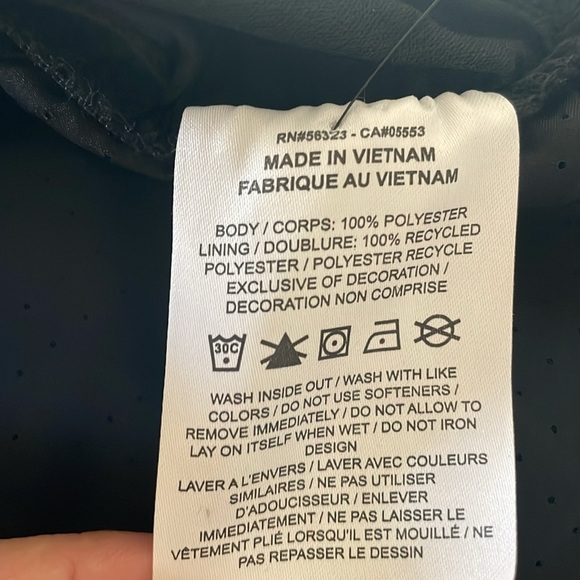 RN#56323 - CA#05553
MADE IN VIETNAM
FABRIQUE AU VIETNAM
BODY / CORPS: 100% POLYESTER
LINING / DOUBLURE: 100% RECYCLED
POLYESTER / POLYESTER RECYCLE
EXCLUSIVE OF DECORATION /
DECORATION NON COMPRISE
30C
WASH INSIDE OUT / WASH WITH LIKE
COLORS / DO NOT USE SOFTENERS /
REMOVE IMMEDIATELY / DO NOT ALLOW TO
LAY ON ITSELF WHEN WET / DO NOT IRON
DESIGN
LAVER A L'ENVERS / LAVER AVEC COULEURS
SIMILAIRES / NE PAS UTILISER
D'ADOUCISSEUR / ENLEVER
IMMEDIATEMENT / NE PAS LAISSER LE
VÊTEMENT PLIÉ LORSQU'IL EST MOUILLÉ / NE
PAS REPASSER LE DESSIN